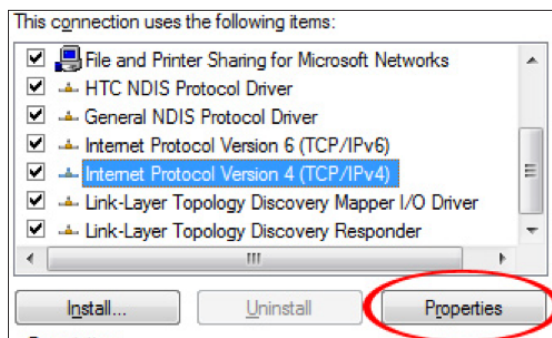 This connection uses the following items:
File and Printer Sharing for Microsoft Networks
HTC NDIS Protocol Driver
General NDIS Protocol Driver
Internet Protocol Version 6 (TCP/IPv6)
Internet Protocol Version 4 (TCP/IPv4)
Link-Layer Topology Discovery Mapper I/O Driver
Link-Layer Topology Discovery Responder
Install... Uninstall Properties